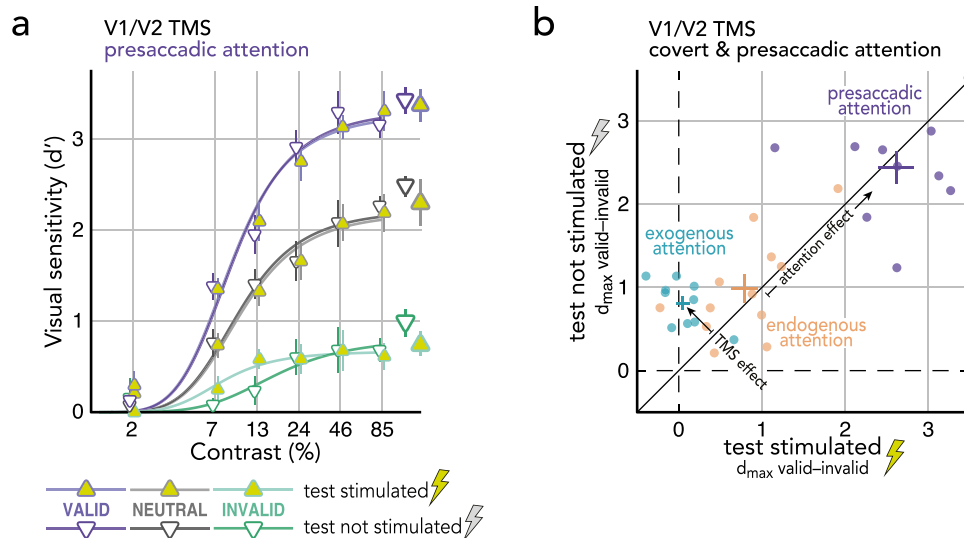 a
V1/V2 TMS
presaccadic attention
Visual sensitivity (d′)
3
2
1
0
2 7 13 24 46 85
Contrast (%)
VALID NEUTRAL INVALID
test stimulated
test not stimulated
b
V1/V2 TMS
covert & presaccadic attention
test not stimulated
dmax valid–invalid
3
2
1
0
presaccadic
attention
exogenous
attention
endogenous
attention
attention effect
TMS effect
0 1 2 3
test stimulated
dmax valid–invalid